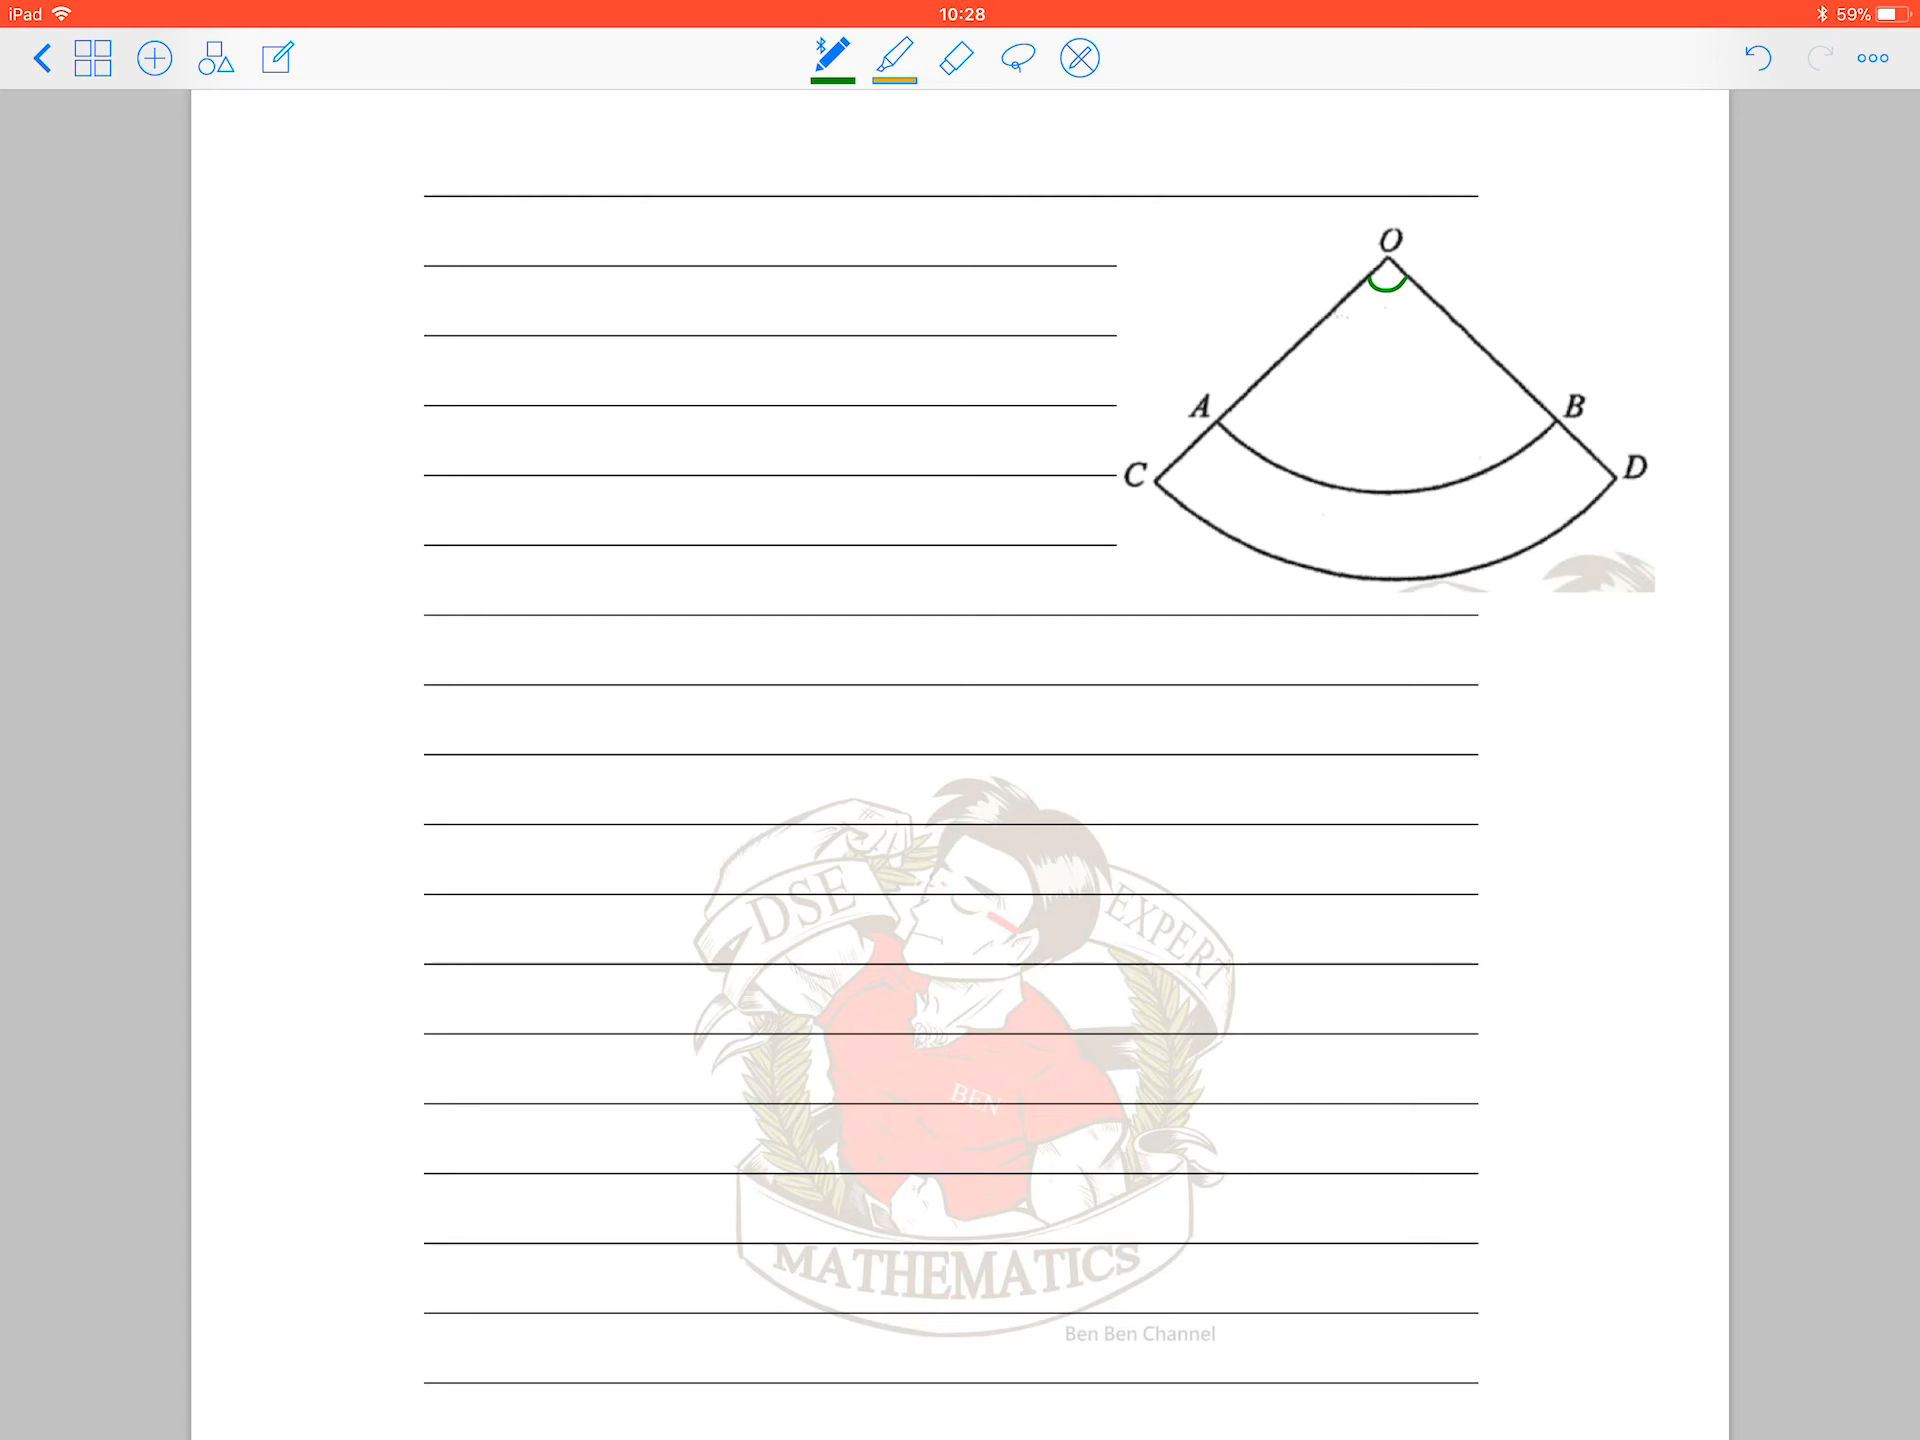 iPad
10:28
59%
O
A
B
C
D
DSE
EXPERT
BEN
MATHEMATICS
Ben Ben Channel